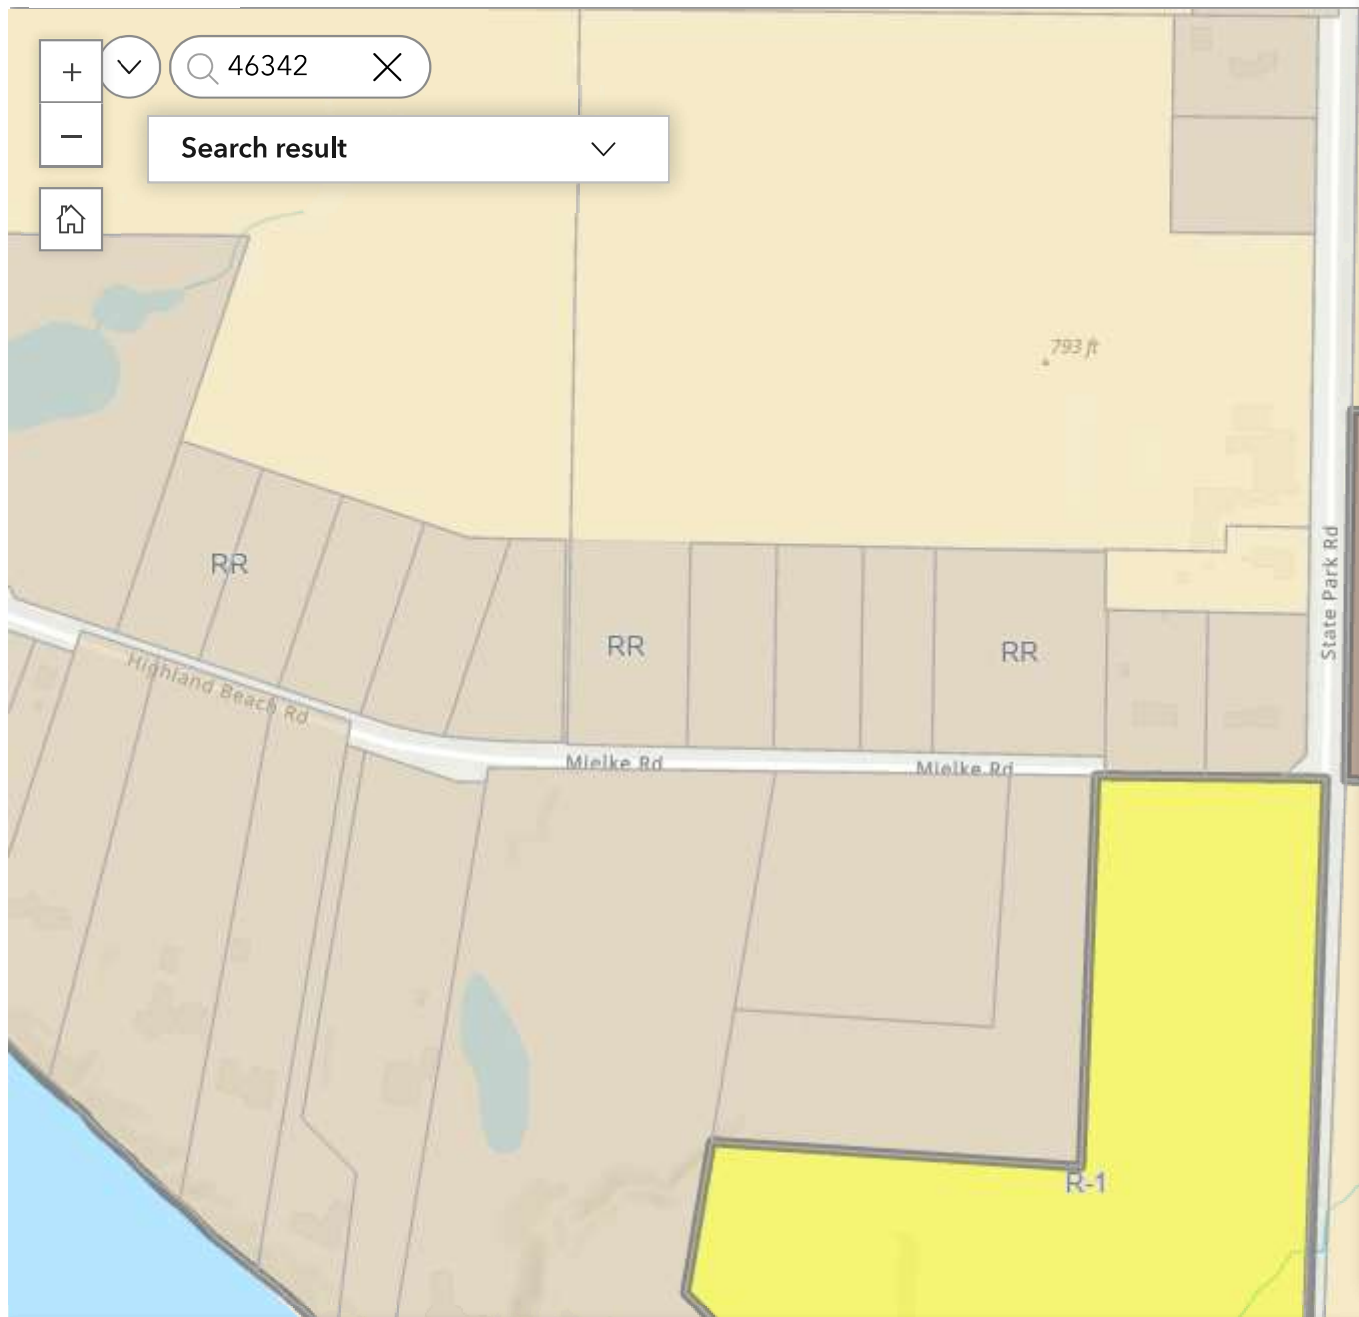 +
46342
−
Search result
793 ft
State Park Rd
RR
RR
RR
Highland Beach Rd
Mielke Rd
Mielke Rd
R-1